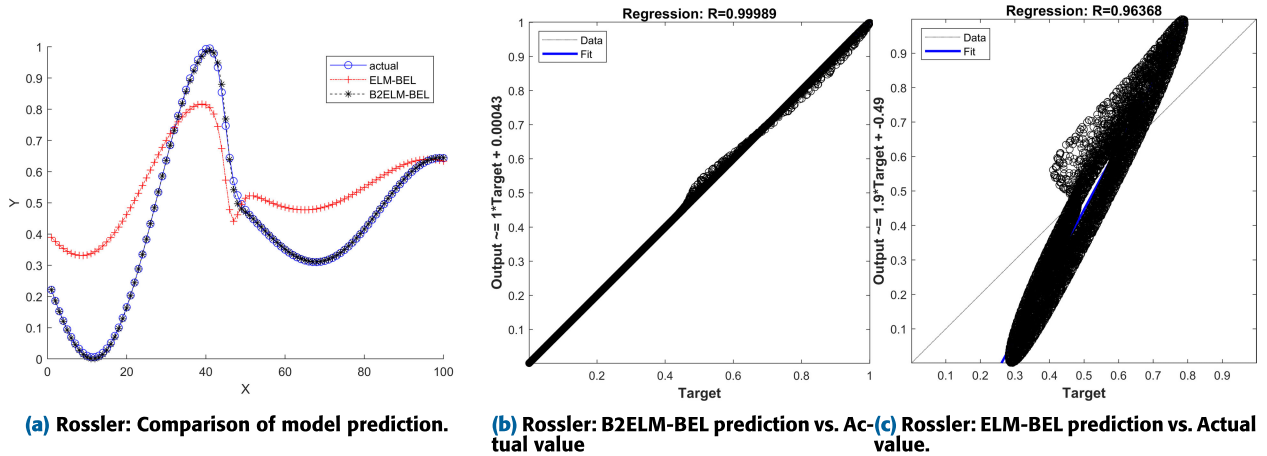 actual
ELM-BEL
B2ELM-BEL
1
0.9
0.8
0.7
0.6
0.5
0.4
0.3
0.2
0.1
0
Y
0
20
40
60
80
100
X
(a) Rossler: Comparison of model prediction.
Regression: R=0.99989
Data
Fit
Output ~= 1*Target + 0.00043
1
0.9
0.8
0.7
0.6
0.5
0.4
0.3
0.2
0.1
0.2
0.4
0.6
0.8
1
Target
(b) Rossler: B2ELM-BEL prediction vs. Ac-
tual value
Regression: R=0.96368
Data
Fit
Output ~= 1.9*Target + -0.49
0.9
0.8
0.7
0.6
0.5
0.4
0.3
0.2
0.1
0.1
0.2
0.3
0.4
0.5
0.6
0.7
0.8
0.9
Target
(c) Rossler: ELM-BEL prediction vs. Actual
value.